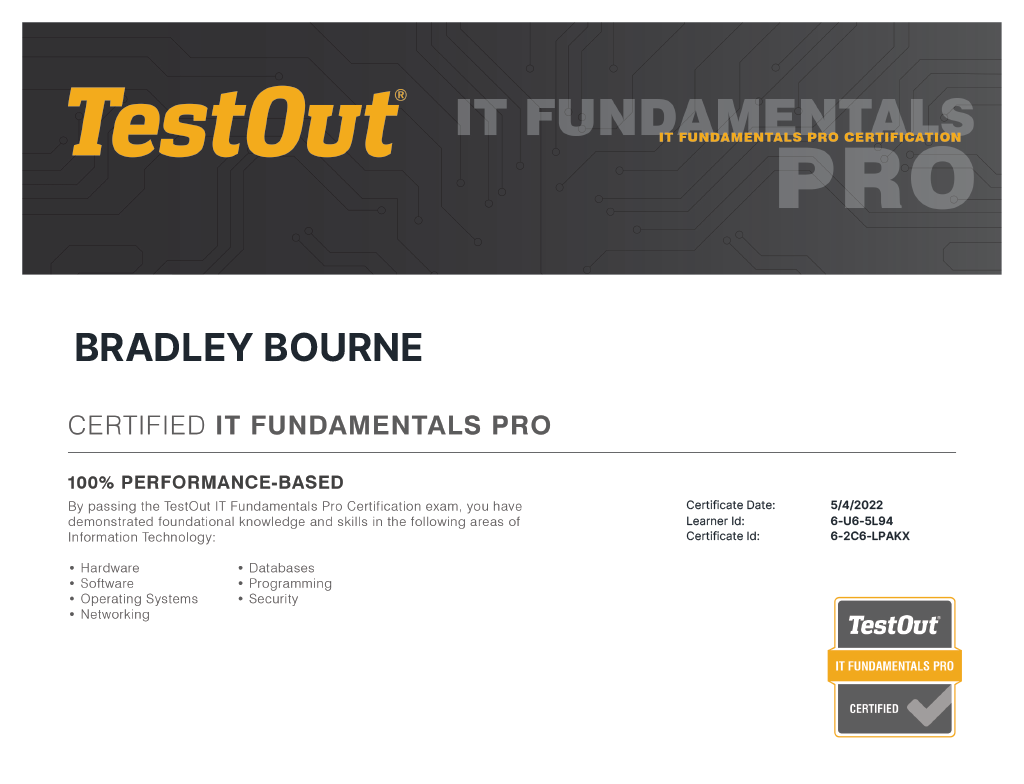 TestOut®
IT FUNDAMENTALS
IT FUNDAMENTALS PRO CERTIFICATION
PRO
BRADLEY BOURNE
CERTIFIED IT FUNDAMENTALS PRO
100% PERFORMANCE-BASED
By passing the TestOut IT Fundamentals Pro Certification exam, you have
demonstrated foundational knowledge and skills in the following areas of
Information Technology:
• Hardware
• Software
• Operating Systems
• Networking
• Databases
• Programming
• Security
Certificate Date: 5/4/2022
Learner Id: 6-U6-5L94
Certificate Id: 6-2C6-LPAKX
TestOut®
IT FUNDAMENTALS PRO
CERTIFIED